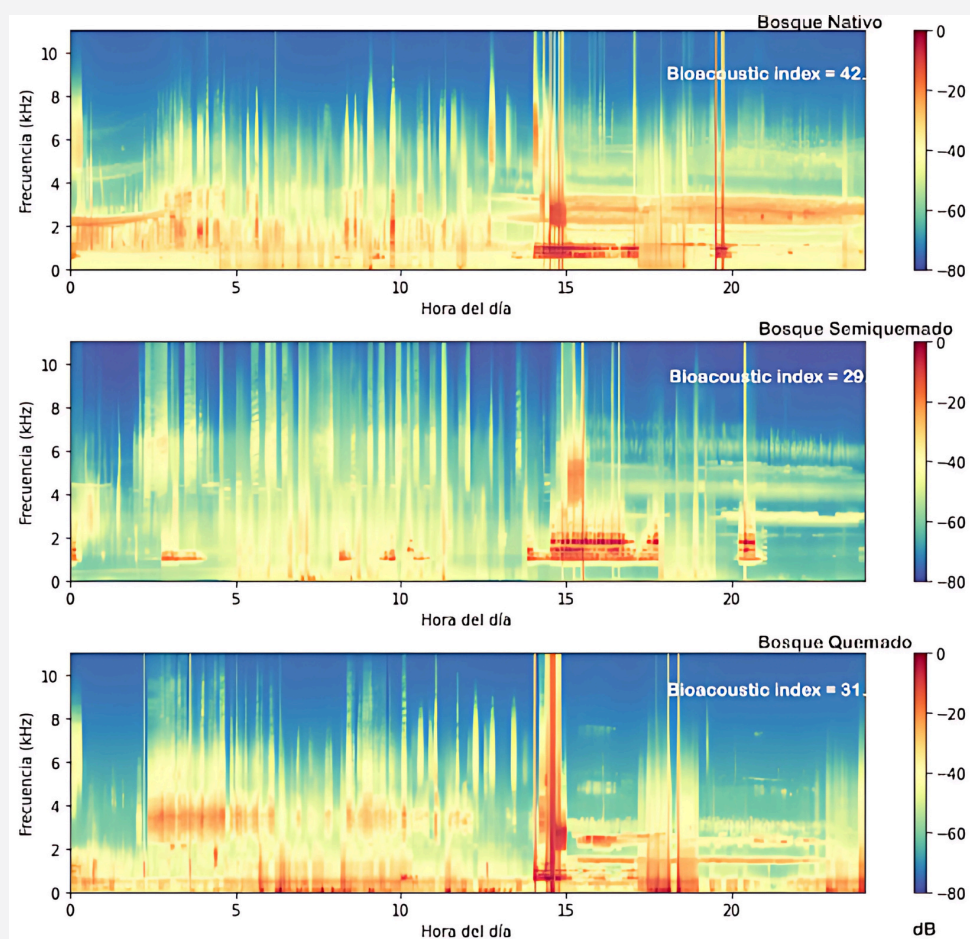 Bosque Nativo
Bioacoustic index = 42.
Frecuencia (kHz)
10
8
6
4
2
0
0 5 10 15 20
Hora del día
0
−20
−40
−60
−80
Bosque Semiquemado
Bioacoustic index = 29.
Frecuencia (kHz)
10
8
6
4
2
0
0 5 10 15 20
Hora del día
0
−20
−40
−60
−80
Bosque Quemado
Bioacoustic index = 31.
Frecuencia (kHz)
10
8
6
4
2
0
0 5 10 15 20
Hora del día
0
−20
−40
−60
−80
dB